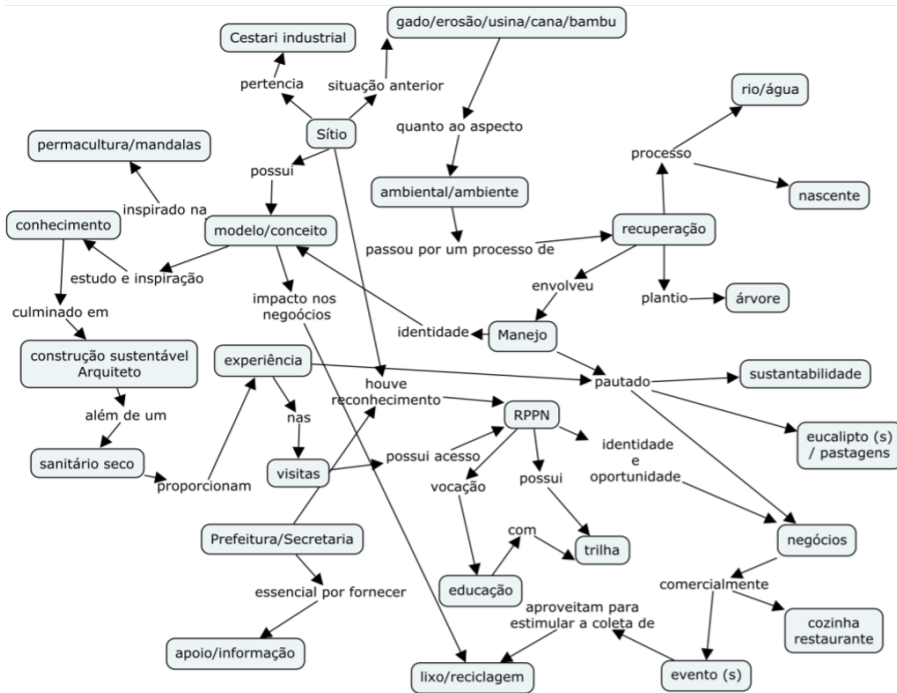 gado/erosão/usina/cana/bambu
Cestari industrial
pertencia
situação anterior
rio/água
Sítio
quanto ao aspecto
permacultura/mandalas
processo
possui
ambiental/ambiente
nascente
inspirado na
conhecimento
modelo/conceito
recuperação
passou por um processo de
estudo e inspiração
envolveu
plantio
árvore
impacto nos
negoócios
culminado em
identidade
Manejo
construção sustentável
Arquiteto
experiência
houve
reconhecimento
pautado
sustantabilidade
além de um
nas
RPPN
identidade
e
oportunidade
eucalipto (s)
/ pastagens
sanitário seco
proporcionam
visitas
possui acesso
vocação
possui
Prefeitura/Secretaria
com
trilha
negócios
essencial por fornecer
educação
comercialmente
aproveitam para
estimular a coleta de
cozinha
restaurante
apoio/informação
lixo/reciclagem
evento (s)